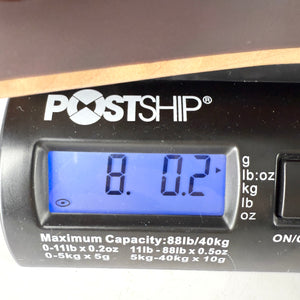 POSTSHIP®
8. 0.2
g
lb:oz
kg
lb
oz
Maximum Capacity:88lb/40kg
0-11lb x 0.2oz 11lb-88lb x 0.5oz
0-5kg x 5g 5kg-40kg x 10g